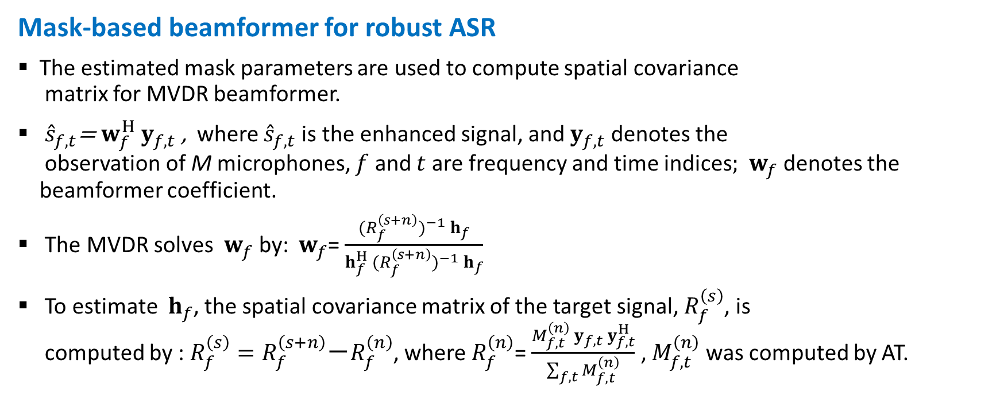 Mask-based beamformer for robust ASR
▪ The estimated mask parameters are used to compute spatial covariance
matrix for MVDR beamformer.
▪ $\hat{s}_{f,t} = \mathbf{w}_f^{\mathrm{H}} \mathbf{y}_{f,t}$ , where $\hat{s}_{f,t}$ is the enhanced signal, and $\mathbf{y}_{f,t}$ denotes the
observation of M microphones, $f$ and $t$ are frequency and time indices; $\mathbf{w}_f$ denotes the
beamformer coefficient.
▪ The MVDR solves $\mathbf{w}_f$ by: $\mathbf{w}_f = \frac{(R_f^{(s+n)})^{-1} \mathbf{h}_f}{\mathbf{h}_f^{\mathrm{H}} (R_f^{(s+n)})^{-1} \mathbf{h}_f}$
▪ To estimate $\mathbf{h}_f$, the spatial covariance matrix of the target signal, $R_f^{(s)}$, is
computed by : $R_f^{(s)} = R_f^{(s+n)} - R_f^{(n)}$, where $R_f^{(n)} = \frac{M_{f,t}^{(n)} \mathbf{y}_{f,t} \mathbf{y}_{f,t}^{\mathrm{H}}}{\sum_{f,t} M_{f,t}^{(n)}}$ , $M_{f,t}^{(n)}$ was computed by AT.